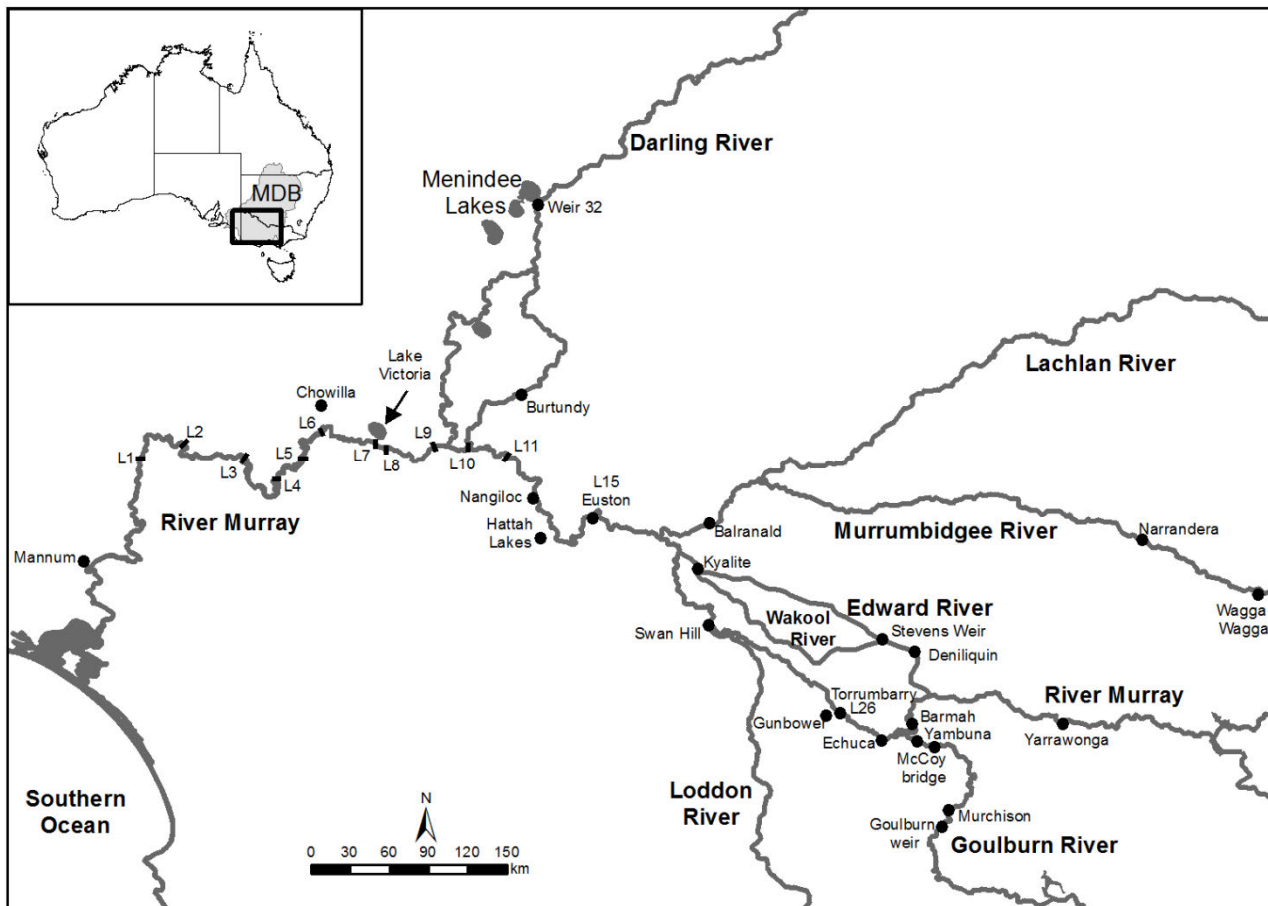 MDB
Darling River
Menindee
Lakes
Weir 32
Lachlan River
Lake
Victoria
Chowilla
Burtundy
L1
L2
L3
L4
L5
L6
L7
L8
L9
L10
L11
L15
Euston
Nangiloc
Hattah
Lakes
River Murray
Mannum
Balranald
Murrumbidgee River
Narrandera
Wagga
Wagga
Kyalite
Edward River
Wakool
River
Stevens Weir
Deniliquin
Swan Hill
Torrumbarry
L26
Gunbower
Echuca
Barmah
Yambuna
McCoy
bridge
River Murray
Yarrawonga
Loddon
River
Murchison
Goulburn
weir
Goulburn River
Southern
Ocean
N
0 30 60 90 120 150
km